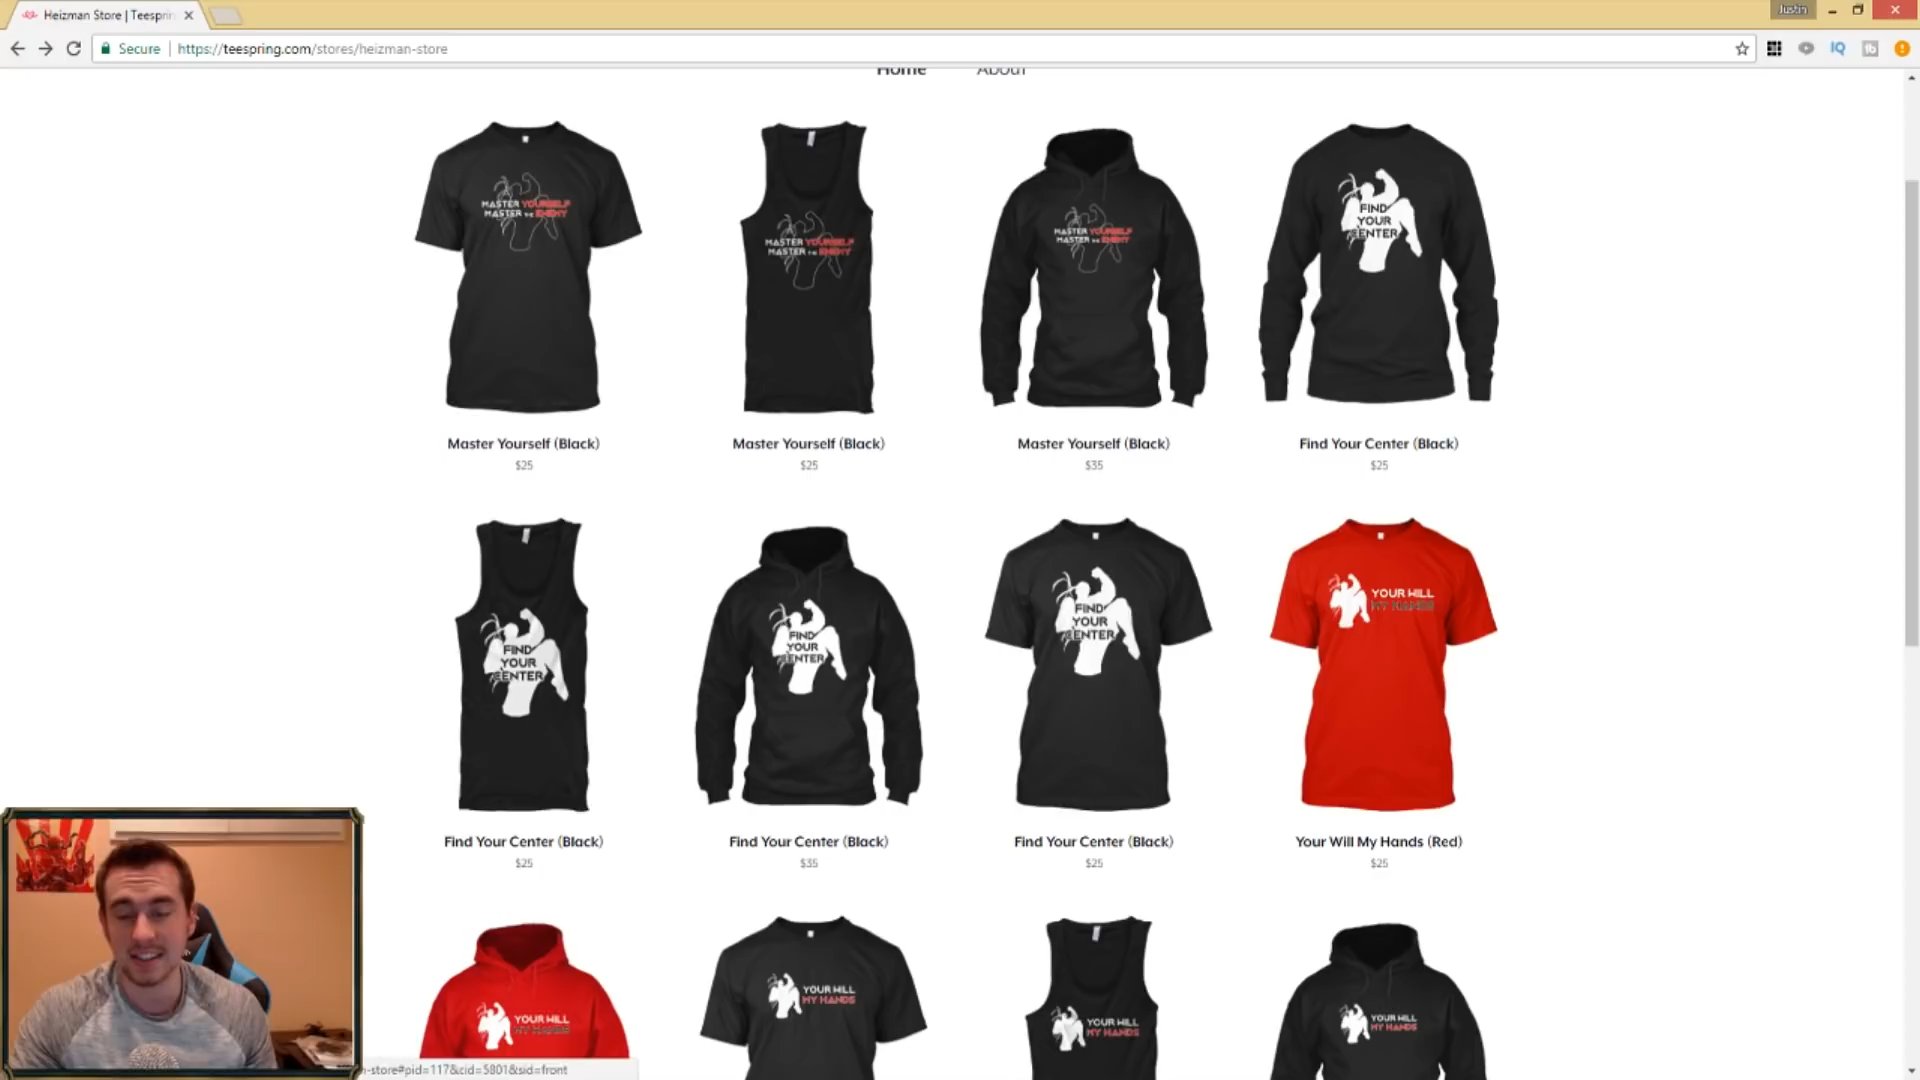 Heizman Store | Teesprin
Justin
Secure
https://teespring.com/stores/heizman-store
IQ
Home About
MASTER YOURSELF
MASTER THE ENEMY
MASTER YOURSELF
MASTER THE ENEMY
MASTER YOURSELF
MASTER THE ENEMY
FIND
YOUR
CENTER
Master Yourself (Black)
$25
Master Yourself (Black)
$25
Master Yourself (Black)
$35
Find Your Center (Black)
$25
FIND
YOUR
CENTER
FIND
YOUR
CENTER
FIND
YOUR
CENTER
YOUR WILL
MY HANDS
Find Your Center (Black)
$25
Find Your Center (Black)
$35
Find Your Center (Black)
$25
Your Will My Hands (Red)
$25
YOUR WILL
MY HANDS
YOUR WILL
MY HANDS
YOUR WILL
MY HANDS
YOUR WILL
MY HANDS
-store#pid=117&cid=5801&sid=front